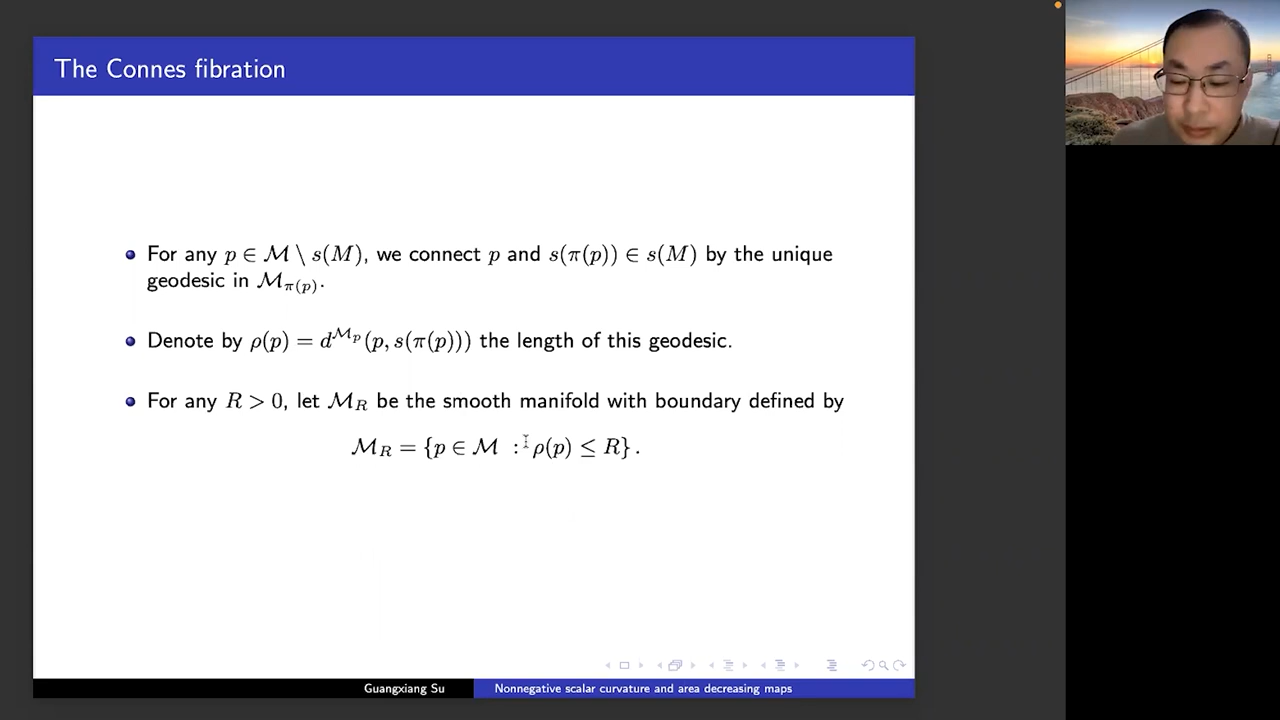 The Connes fibration
For any p ∈ ℳ \ s(M), we connect p and s(π(p)) ∈ s(M) by the unique
geodesic in ℳ_{π(p)}.
Denote by ρ(p) = d^{ℳ_p}(p, s(π(p))) the length of this geodesic.
For any R > 0, let ℳ_R be the smooth manifold with boundary defined by
ℳ_R = {p ∈ ℳ : ρ(p) ≤ R} .
Guangxiang Su
Nonnegative scalar curvature and area decreasing maps